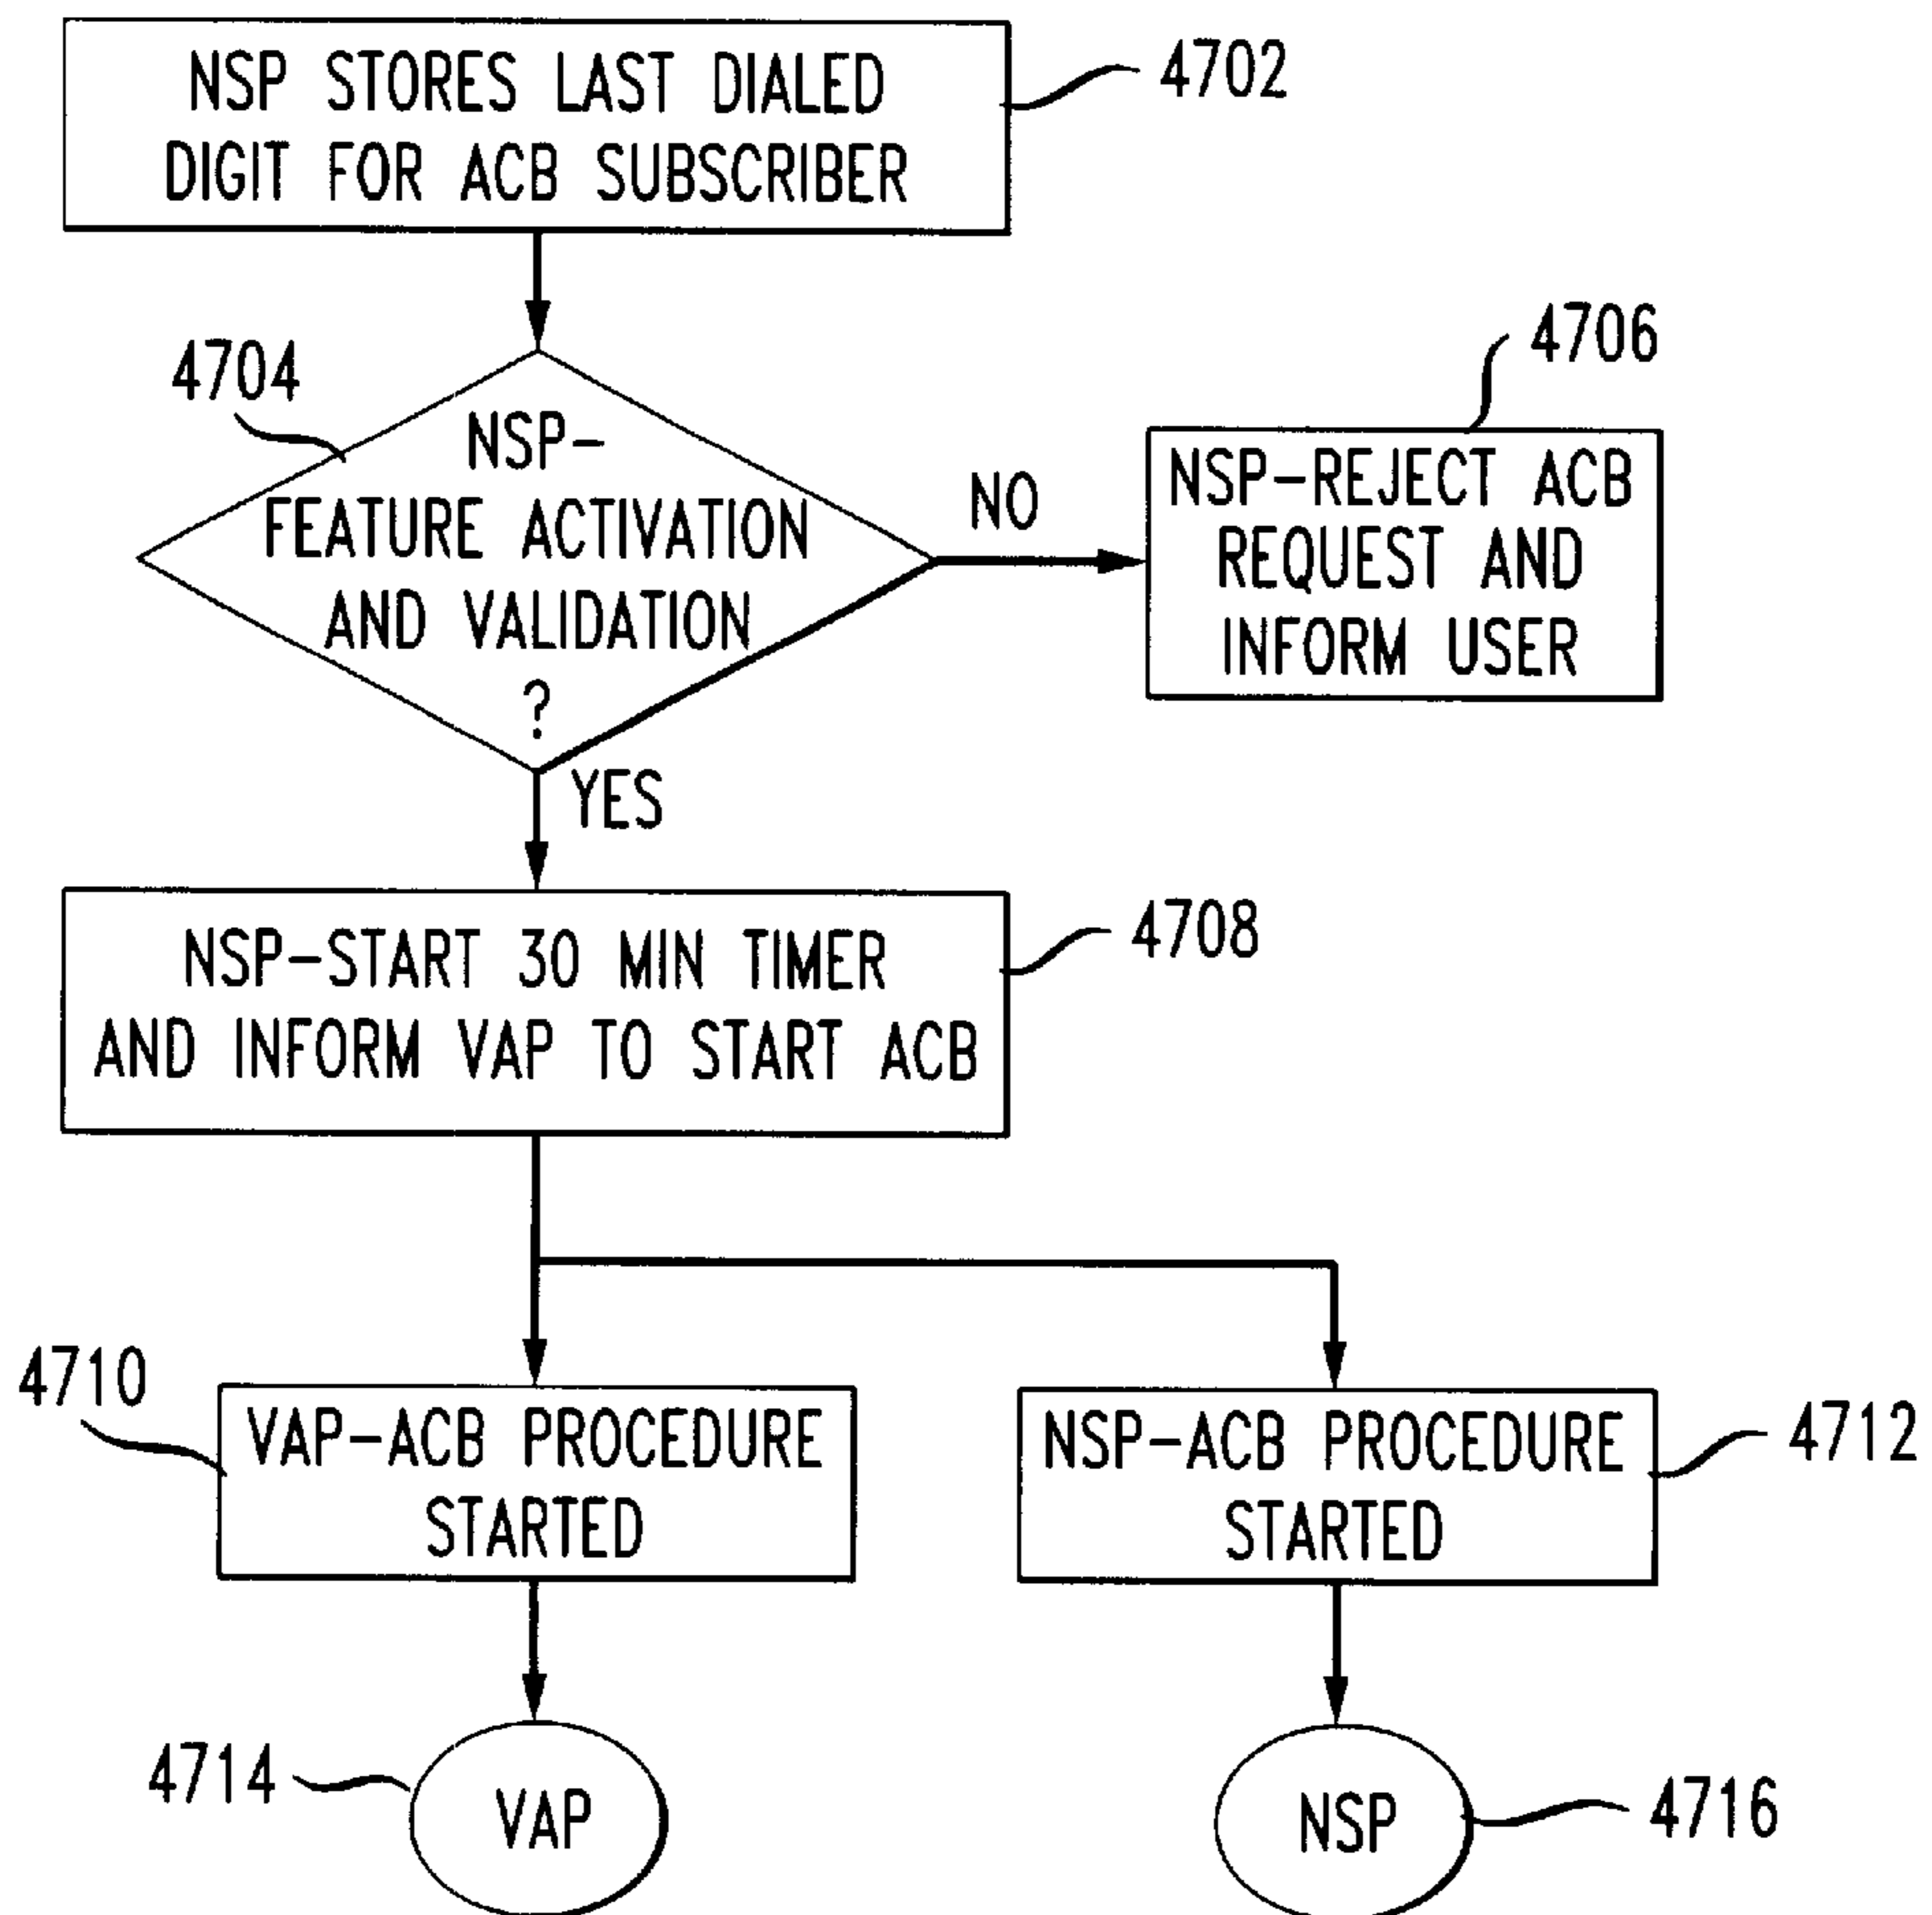 NSP STORES LAST DIALED
DIGIT FOR ACB SUBSCRIBER
4702
4704
NSP-
FEATURE ACTIVATION
AND VALIDATION
?
NO
4706
NSP-REJECT ACB
REQUEST AND
INFORM USER
YES
NSP-START 30 MIN TIMER
AND INFORM VAP TO START ACB
4708
4710
VAP-ACB PROCEDURE
STARTED
NSP-ACB PROCEDURE
STARTED
4712
4714
VAP
NSP
4716